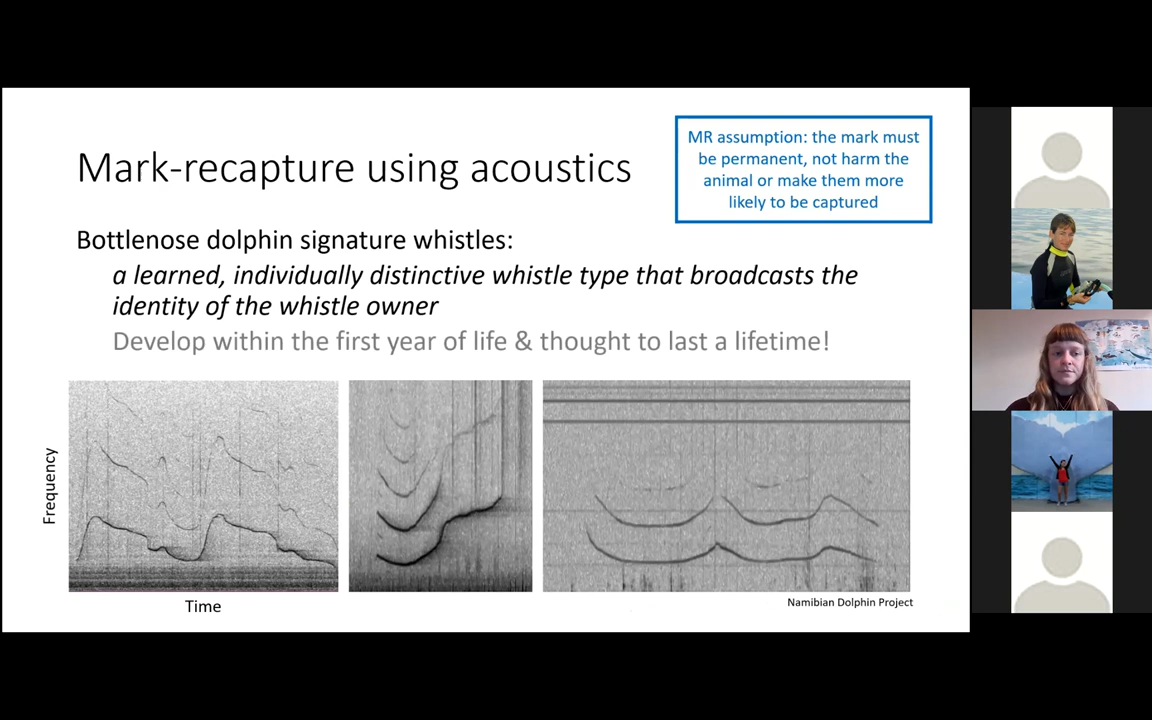 Mark-recapture using acoustics
MR assumption: the mark must
be permanent, not harm the
animal or make them more
likely to be captured
Bottlenose dolphin signature whistles:
a learned, individually distinctive whistle type that broadcasts the
identity of the whistle owner
Develop within the first year of life & thought to last a lifetime!
Frequency
Time
Namibian Dolphin Project